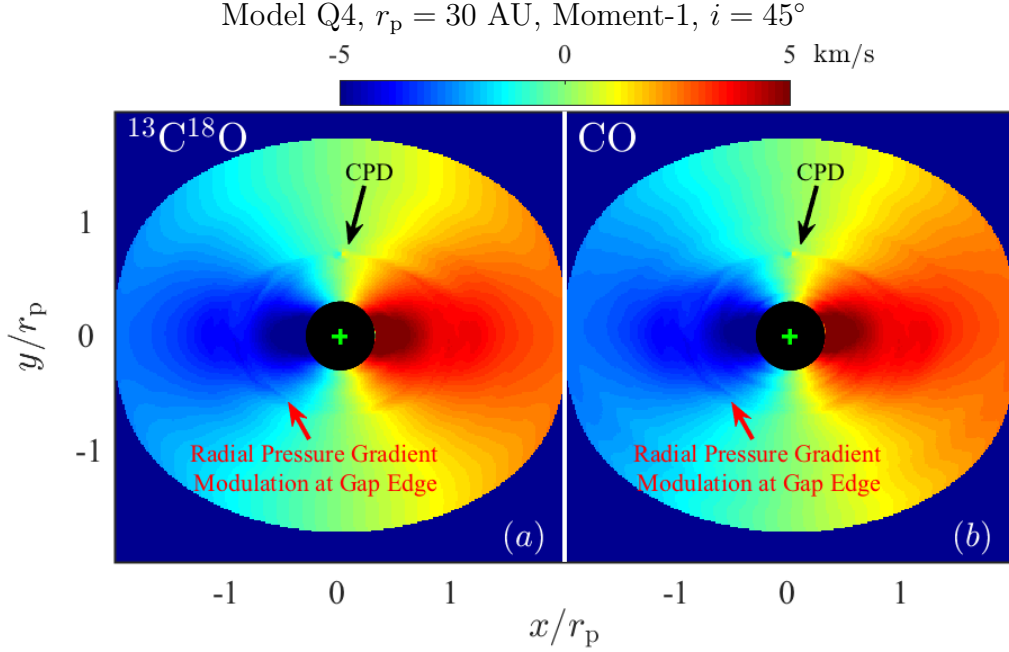 Model Q4, r_p = 30 AU, Moment-1, i = 45°
-5 0 5 km/s
¹³C¹⁸O
CO
CPD
CPD
1
0
-1
y/r_p
Radial Pressure Gradient
Modulation at Gap Edge
Radial Pressure Gradient
Modulation at Gap Edge
(a)
(b)
-1 0 1
-1 0 1
x/r_p